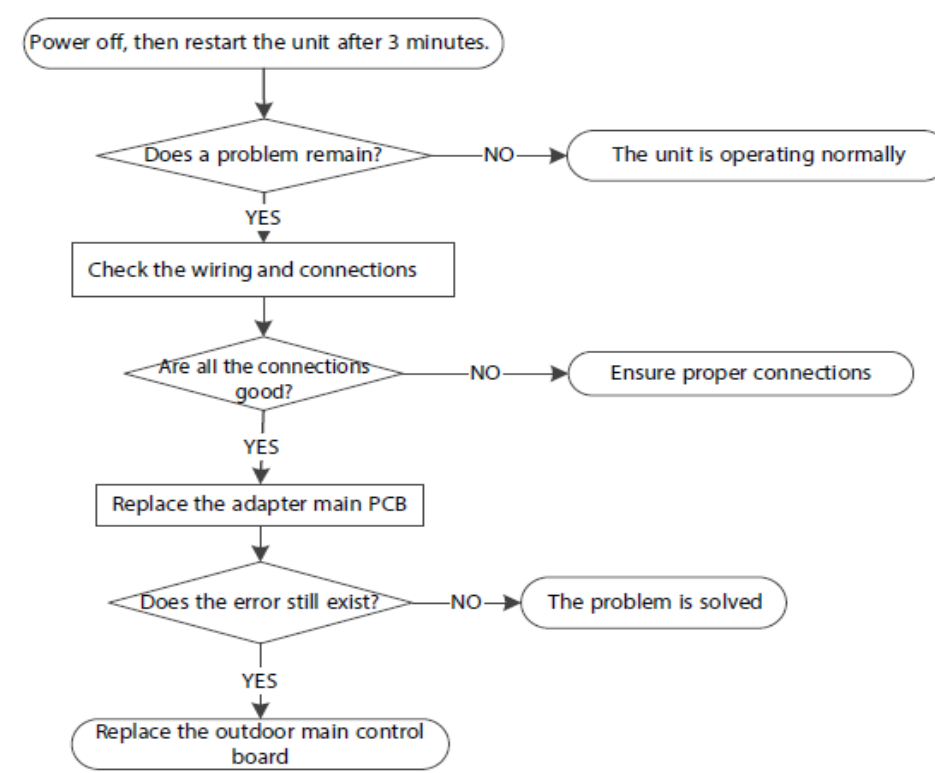 Power off, then restart the unit after 3 minutes.
Does a problem remain?
NO
The unit is operating normally
YES
Check the wiring and connections
Are all the connections
good?
NO
Ensure proper connections
YES
Replace the adapter main PCB
Does the error still exist?
NO
The problem is solved
YES
Replace the outdoor main control
board